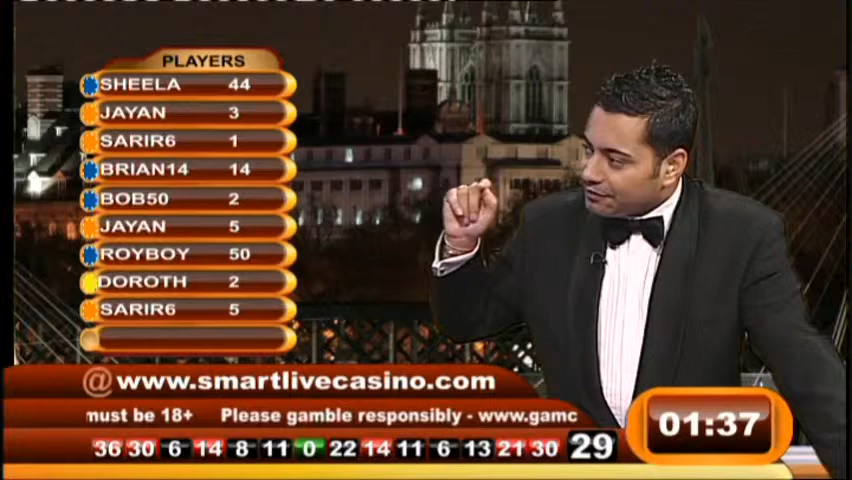 PLAYERS
SHEELA 44
JAYAN 3
SARIR6 1
BRIAN14 14
BOB50 2
JAYAN 5
ROYBOY 50
DOROTH 2
SARIR6 5
@www.smartlivecasino.com
must be 18+ Please gamble responsibly - www.gamc
01:37
36 30 6 14 8 11 0 22 14 11 6 13 21 30 29